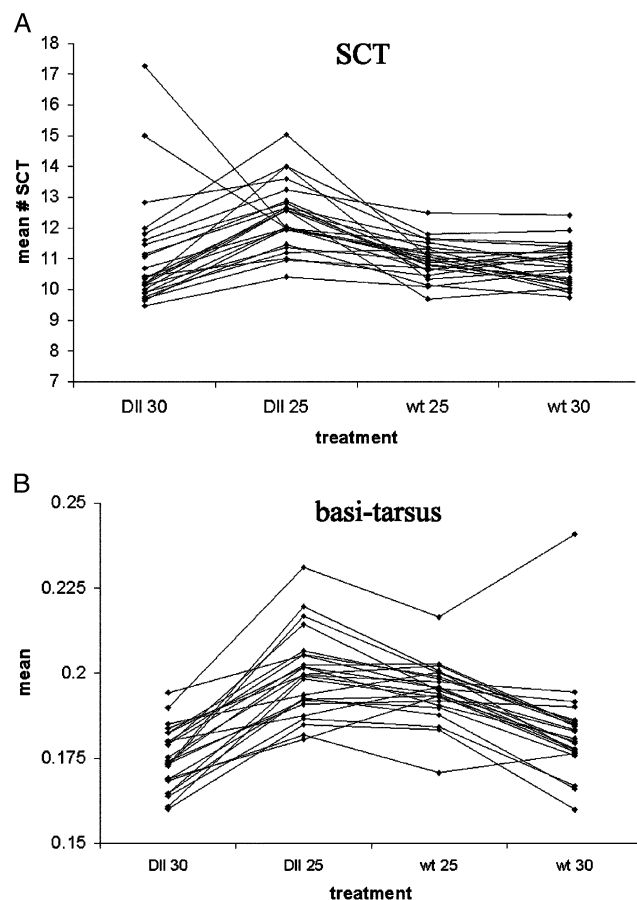 A
SCT
18
17
16
15
14
13
12
11
10
9
8
7
mean # SCT
Dll 30 Dll 25 wt 25 wt 30
treatment
B
basi-tarsus
0.25
0.225
0.2
0.175
0.15
mean
Dll 30 Dll 25 wt 25 wt 30
treatment